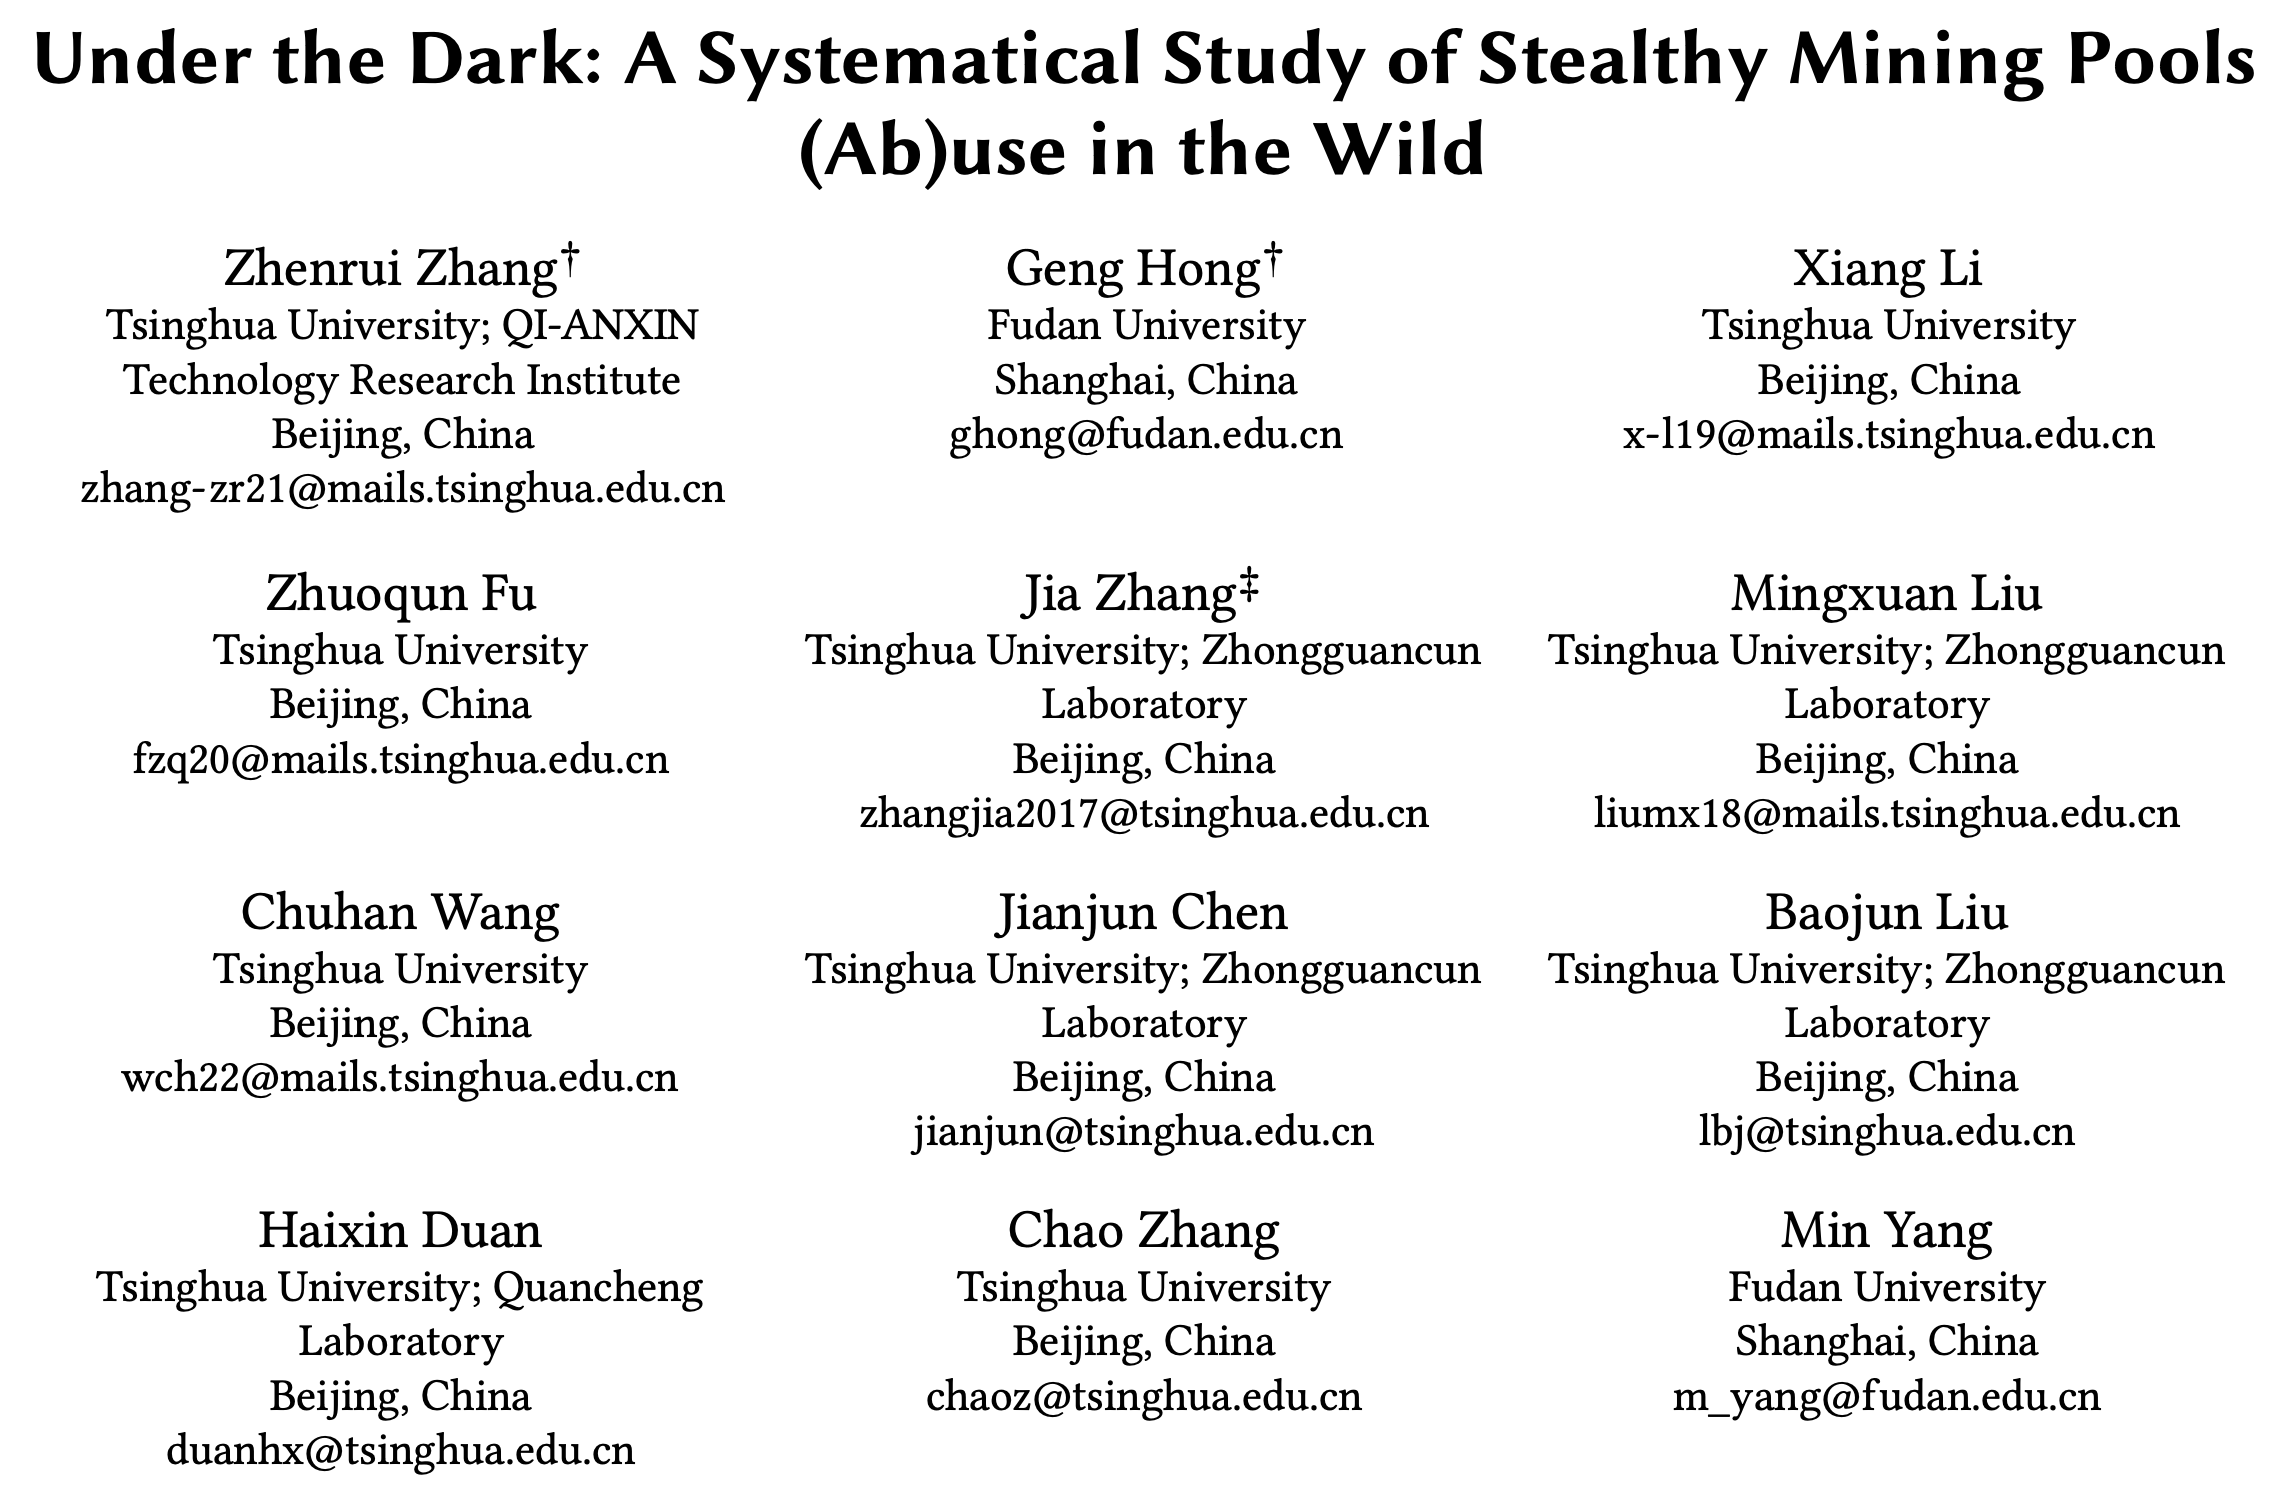 Under the Dark: A Systematical Study of Stealthy Mining Pools
(Ab)use in the Wild
Zhenrui Zhang†
Tsinghua University; QI-ANXIN
Technology Research Institute
Beijing, China
zhang-zr21@mails.tsinghua.edu.cn
Geng Hong†
Fudan University
Shanghai, China
ghong@fudan.edu.cn
Xiang Li
Tsinghua University
Beijing, China
x-l19@mails.tsinghua.edu.cn
Zhuoqun Fu
Tsinghua University
Beijing, China
fzq20@mails.tsinghua.edu.cn
Jia Zhang‡
Tsinghua University; Zhongguancun
Laboratory
Beijing, China
zhangjia2017@tsinghua.edu.cn
Mingxuan Liu
Tsinghua University; Zhongguancun
Laboratory
Beijing, China
liumx18@mails.tsinghua.edu.cn
Chuhan Wang
Tsinghua University
Beijing, China
wch22@mails.tsinghua.edu.cn
Jianjun Chen
Tsinghua University; Zhongguancun
Laboratory
Beijing, China
jianjun@tsinghua.edu.cn
Baojun Liu
Tsinghua University; Zhongguancun
Laboratory
Beijing, China
lbj@tsinghua.edu.cn
Haixin Duan
Tsinghua University; Quancheng
Laboratory
Beijing, China
duanhx@tsinghua.edu.cn
Chao Zhang
Tsinghua University
Beijing, China
chaoz@tsinghua.edu.cn
Min Yang
Fudan University
Shanghai, China
m_yang@fudan.edu.cn